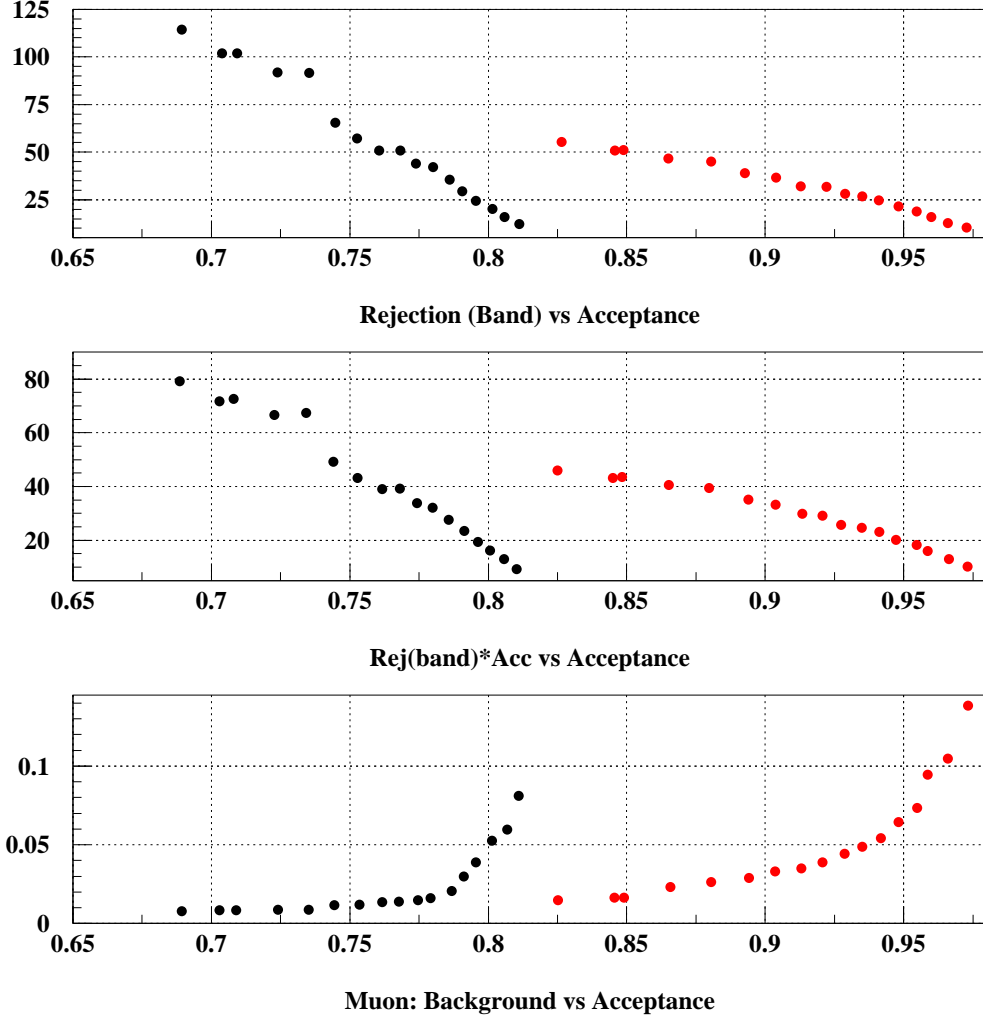 125
100
75
50
25
0.65 0.7 0.75 0.8 0.85 0.9 0.95
Rejection (Band) vs Acceptance
80
60
40
20
0.65 0.7 0.75 0.8 0.85 0.9 0.95
Rej(band)*Acc vs Acceptance
0.1
0.05
0
0.65 0.7 0.75 0.8 0.85 0.9 0.95
Muon: Background vs Acceptance